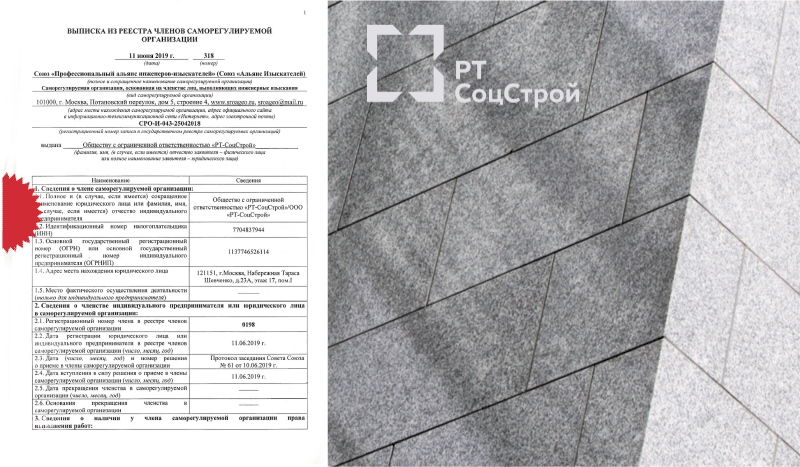 1
ВЫПИСКА ИЗ РЕЕСТРА ЧЛЕНОВ САМОРЕГУЛИРУЕМОЙ
ОРГАНИЗАЦИИ
11 июня 2019 г. 318
(дата) (номер)
Союз «Профессиональный альянс инженеров-изыскателей» (Союз «Альянс Изыскателей)
(полное и сокращенное наименование саморегулируемой организации)
Саморегулируемая организация, основанная на членстве лиц, выполняющих инженерные изыскания
(вид саморегулируемой организации)
101000, г. Москва, Потаповский переулок, дом 5, строение 4, www.sroageo.ru, sroageo@mail.ru
(адрес места нахождения саморегулируемой организации, адрес официального сайта
в информационно-телекоммуникационной сети «Интернет», адрес электронной почты)
СРО-И-043-25042018
(регистрационный номер записи в государственном реестре саморегулируемых организаций)
выдана Обществу с ограниченной ответственностью «РТ-СоцСтрой»
(фамилия, имя, (в случае, если имеется) отчество заявителя – физического лица
или полное наименование заявителя – юридического лица)
Наименование Сведения
1. Сведения о члене саморегулируемой организации:
1.1. Полное и (в случае, если имеется) сокращенное
наименование юридического лица или фамилия, имя,
(в случае, если имеется) отчество индивидуального
предпринимателя
Общество с ограниченной
ответственностью «РТ-СоцСтрой»/ООО
«РТ-СоцСтрой»
1.2. Идентификационный номер налогоплательщика
(ИНН)
7704837944
1.3. Основной государственный регистрационный
номер (ОГРН) или основной государственный
регистрационный номер индивидуального
предпринимателя (ОГРНИП)
1137746526114
1.4. Адрес места нахождения юридического лица
121151, г.Москва, Набережная Тараса
Шевченко, д.23А, этаж 17, пом.I
1.5. Место фактического осуществления деятельности
(только для индивидуального предпринимателя)
2. Сведения о членстве индивидуального предпринимателя или юридического лица
в саморегулируемой организации:
2.1. Регистрационный номер члена в реестре членов
саморегулируемой организации
0198
2.2. Дата регистрации юридического лица или
индивидуального предпринимателя в реестре членов
саморегулируемой организации (число, месяц, год)
11.06.2019 г.
2.3. Дата (число, месяц, год) и номер решения
о приеме в члены саморегулируемой организации
Протокол заседания Совета Союза
№ 61 от 10.06.2019 г.
2.4. Дата вступления в силу решения о приеме в члены
саморегулируемой организации (число, месяц, год)
11.06.2019 г.
2.5. Дата прекращения членства в саморегулируемой
организации (число, месяц, год)
2.6. Основания прекращения членства в
саморегулируемой организации
3. Сведения о наличии у члена саморегулируемой организации права
выполнения работ:
РТ
СоцСтрой